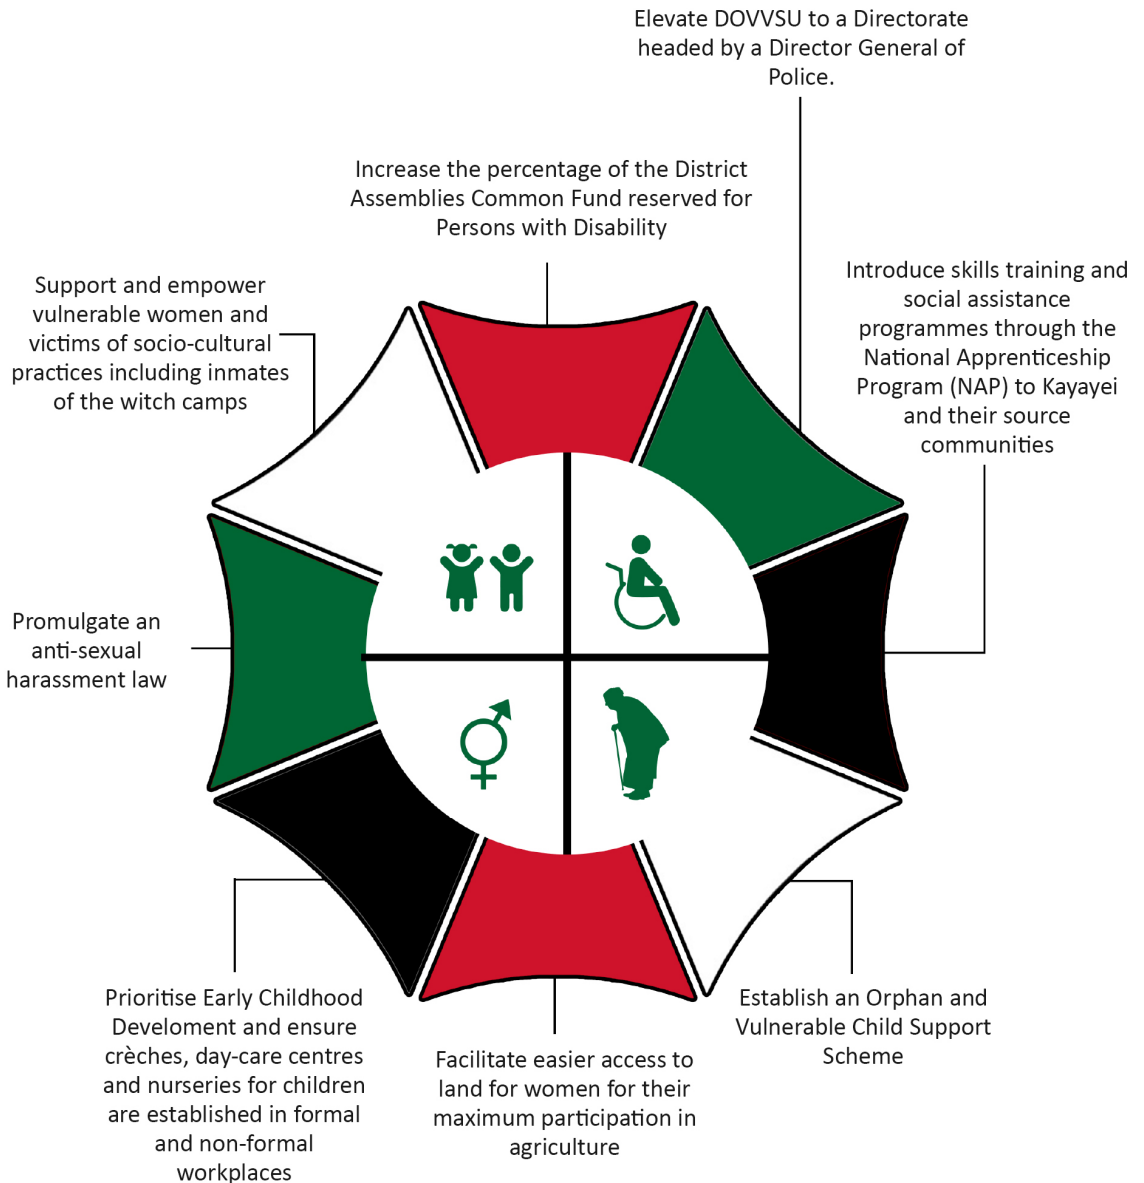 Elevate DOVVSU to a Directorate
headed by a Director General of
Police.
Increase the percentage of the District
Assemblies Common Fund reserved for
Persons with Disability
Introduce skills training and
social assistance
programmes through the
National Apprenticeship
Program (NAP) to Kayayei
and their source
communities
Support and empower
vulnerable women and
victims of socio-cultural
practices including inmates
of the witch camps
Promulgate an
anti-sexual
harassment law
Prioritise Early Childhood
Develoment and ensure
crèches, day-care centres
and nurseries for children
are established in formal
and non-formal
workplaces
Facilitate easier access to
land for women for their
maximum participation in
agriculture
Establish an Orphan and
Vulnerable Child Support
Scheme